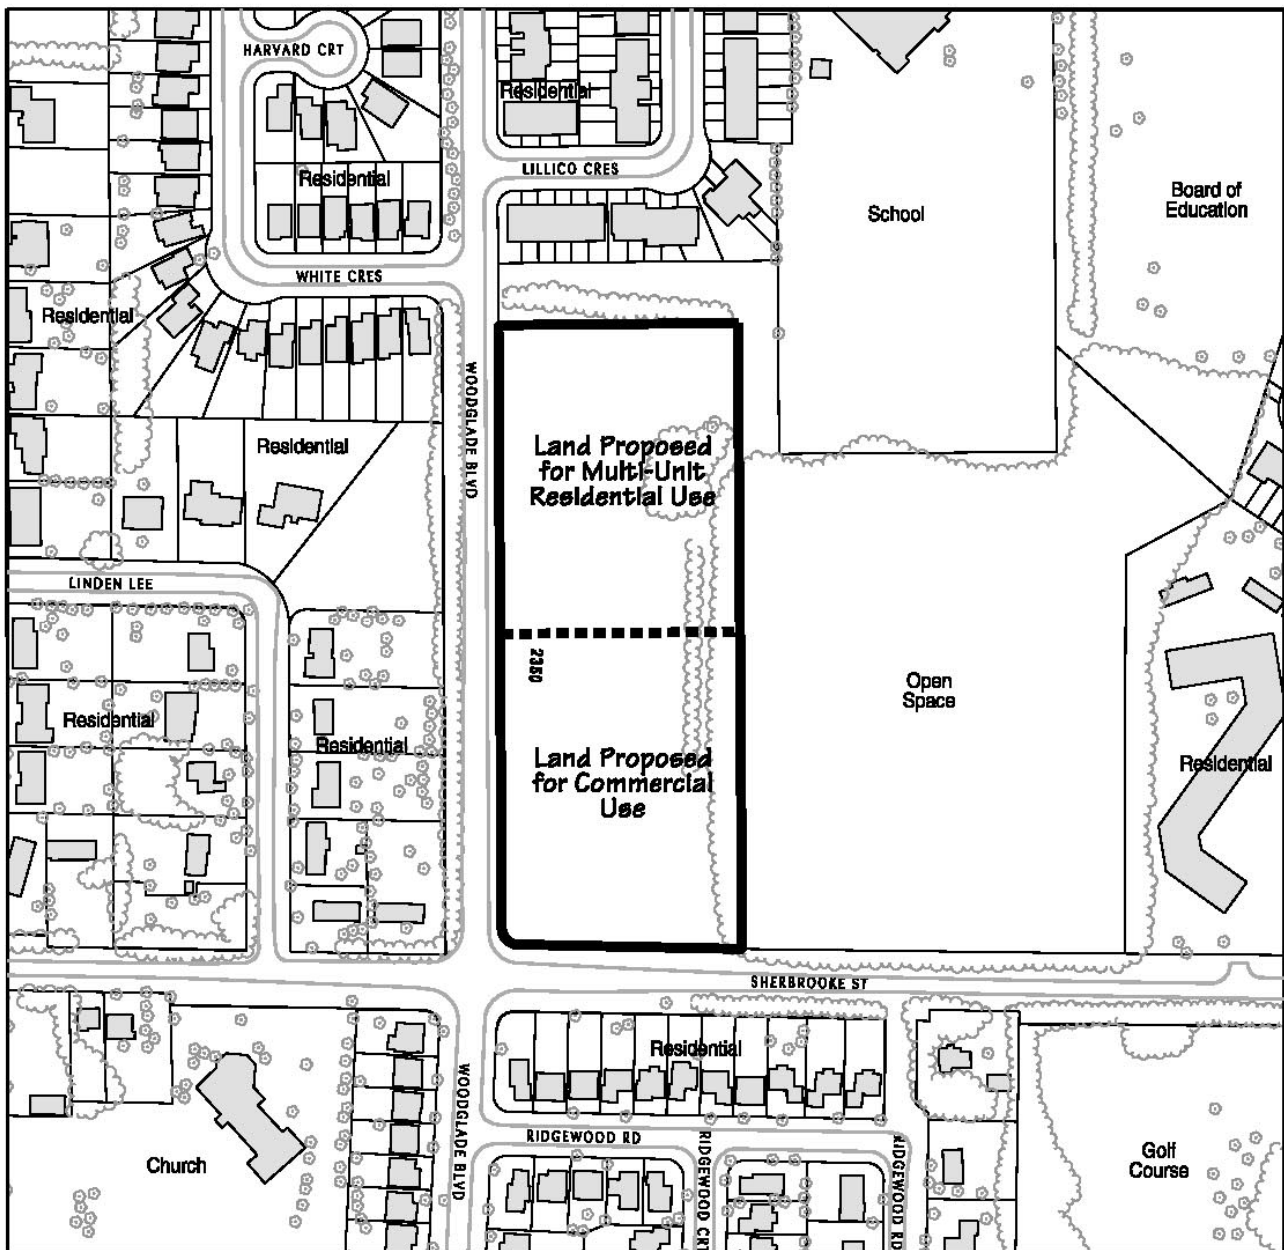 HARVARD CRT
Residential
LILLICO CRES
Residential
School
Board of
Education
WHITE CRES
Residential
WOODGLADE BLVD
Residential
Land Proposed
for Multi-Unit
Residential Use
LINDEN LEE
2350
Open
Space
Residential
Residential
Land Proposed
for Commercial
Use
Residential
SHERBROOKE ST
Residential
WOODGLADE BLVD
RIDGEWOOD RD
RIDGEWOOD CRT
RIDGEWOOD RD
Church
Golf
Course